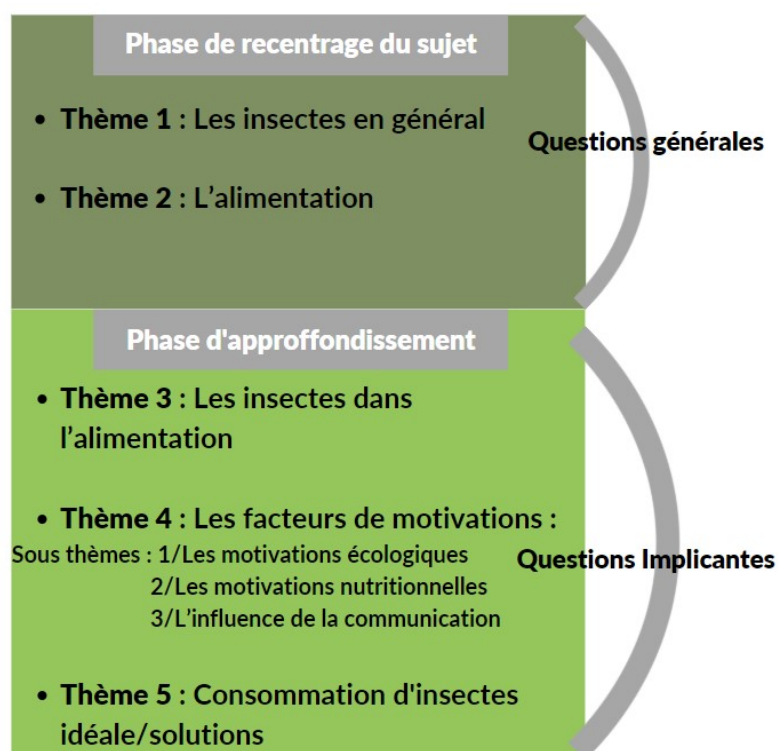 Phase de recentrage du sujet
• Thème 1 : Les insectes en général
Questions générales
• Thème 2 : L'alimentation
Phase d'approffondissement
• Thème 3 : Les insectes dans
l'alimentation
• Thème 4 : Les facteurs de motivations :
Sous thèmes : 1/Les motivations écologiques
Questions Implicantes
2/Les motivations nutritionnelles
3/L'influence de la communication
• Thème 5 : Consommation d'insectes
idéale/solutions